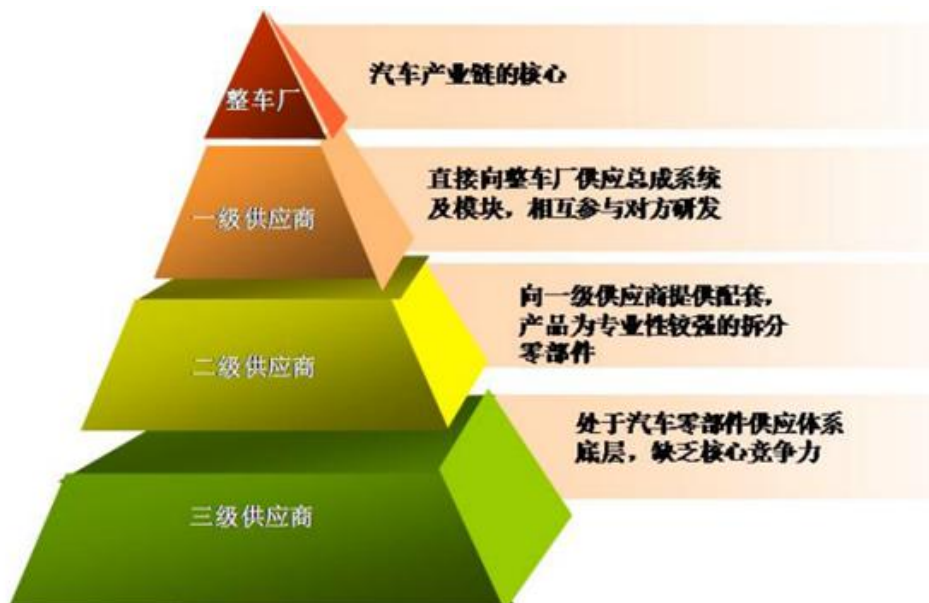 整车厂
汽车产业链的核心
一级供应商
直接向整车厂供应总成系统
及模块，相互参与对方研发
二级供应商
向一级供应商提供配套，
产品为专业性较强的拆分
零部件
三级供应商
处于汽车零部件供应体系
底层，缺乏核心竞争力